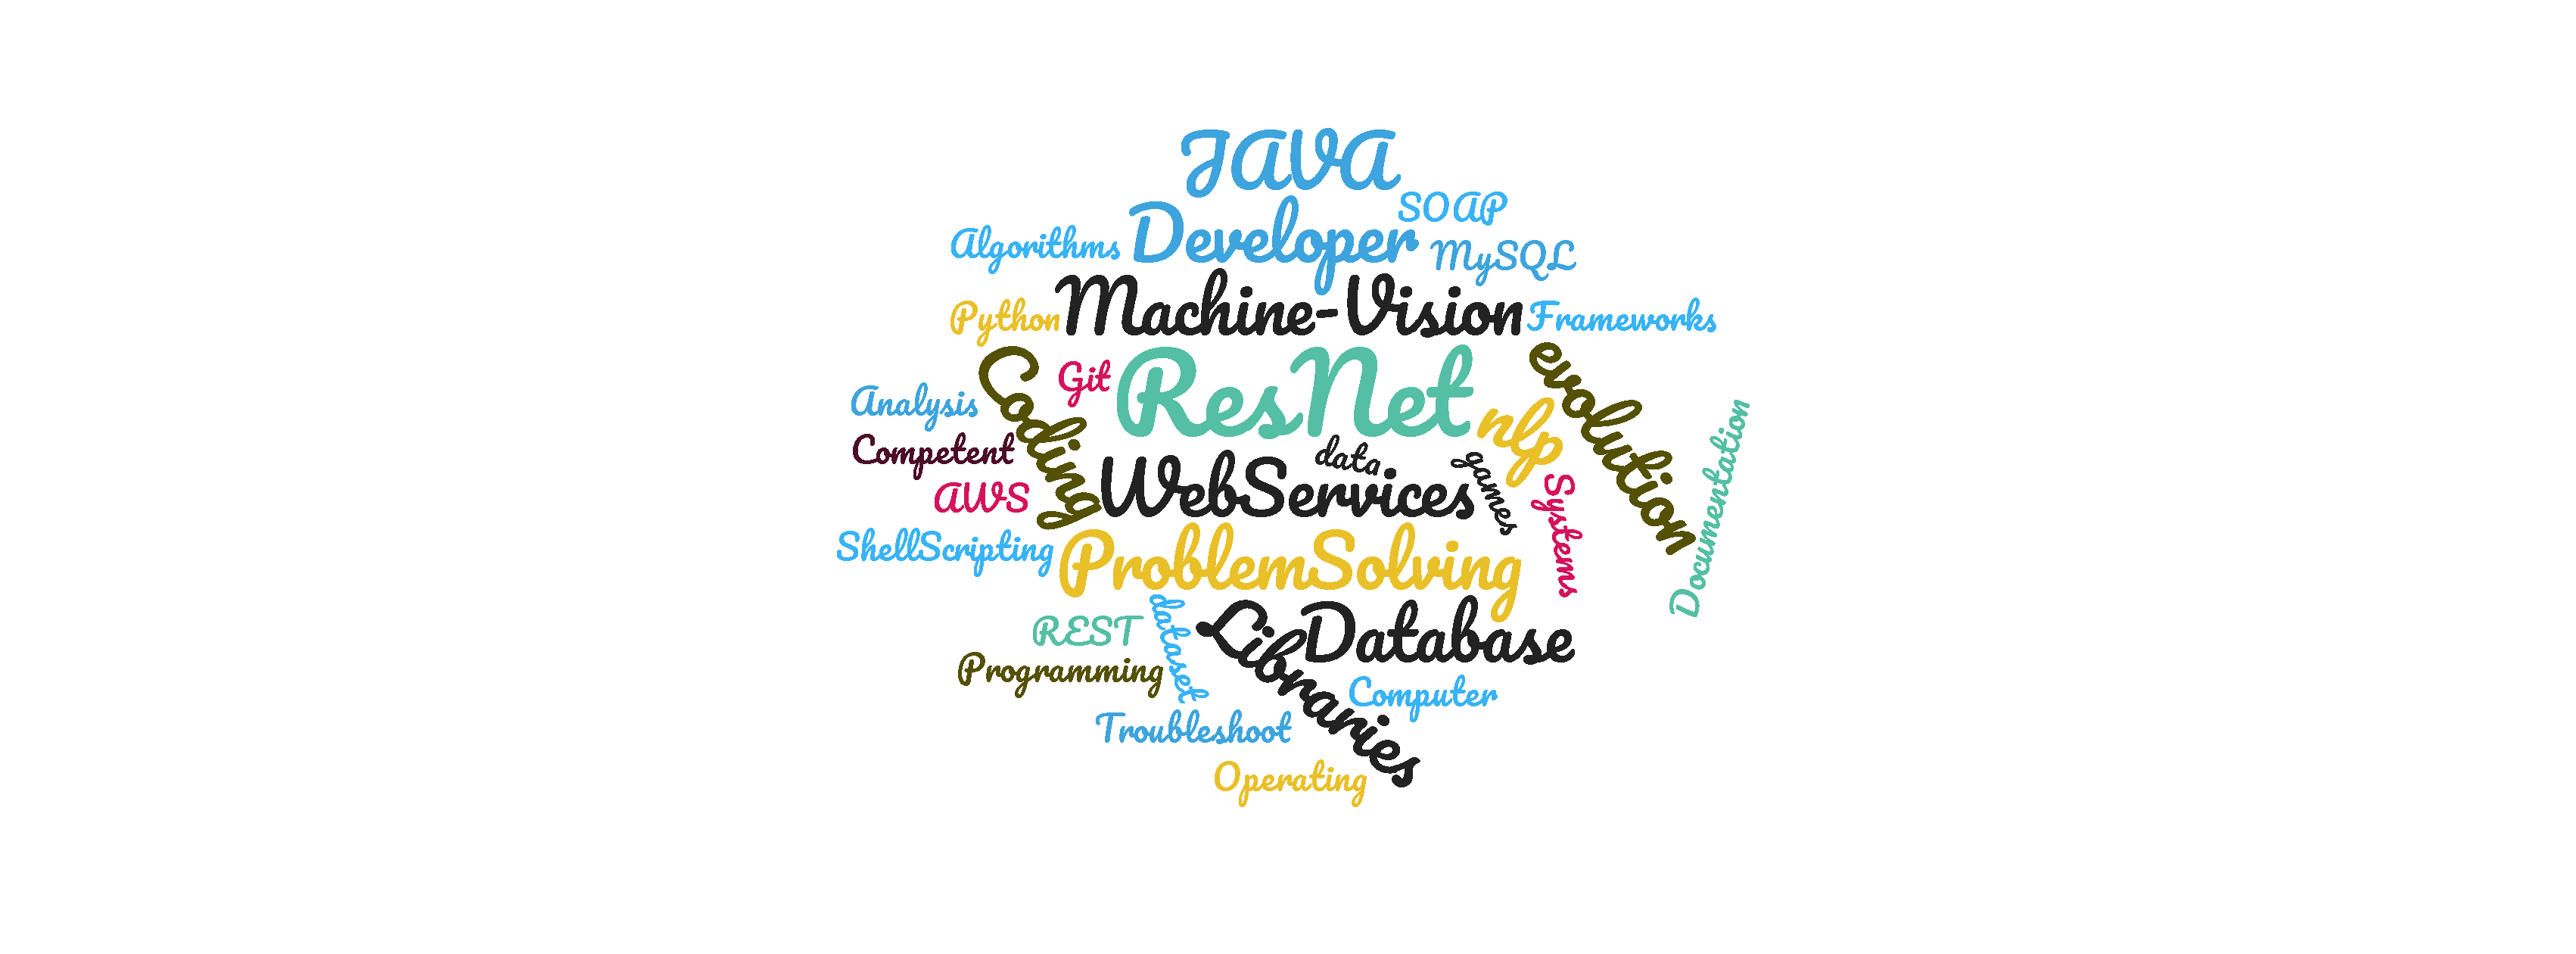 JAVA
SOAP
Algorithms
Developer
MySQL
Python
Machine-Vision
Frameworks
Coding
Git
ResNet
evolution
Analysis
nlp
Documentation
Competent
data
games
AWS
WebServices
Systems
ShellScripting
ProblemSolving
REST
dataset
Libraries
Database
Programming
Computer
Troubleshoot
Operating